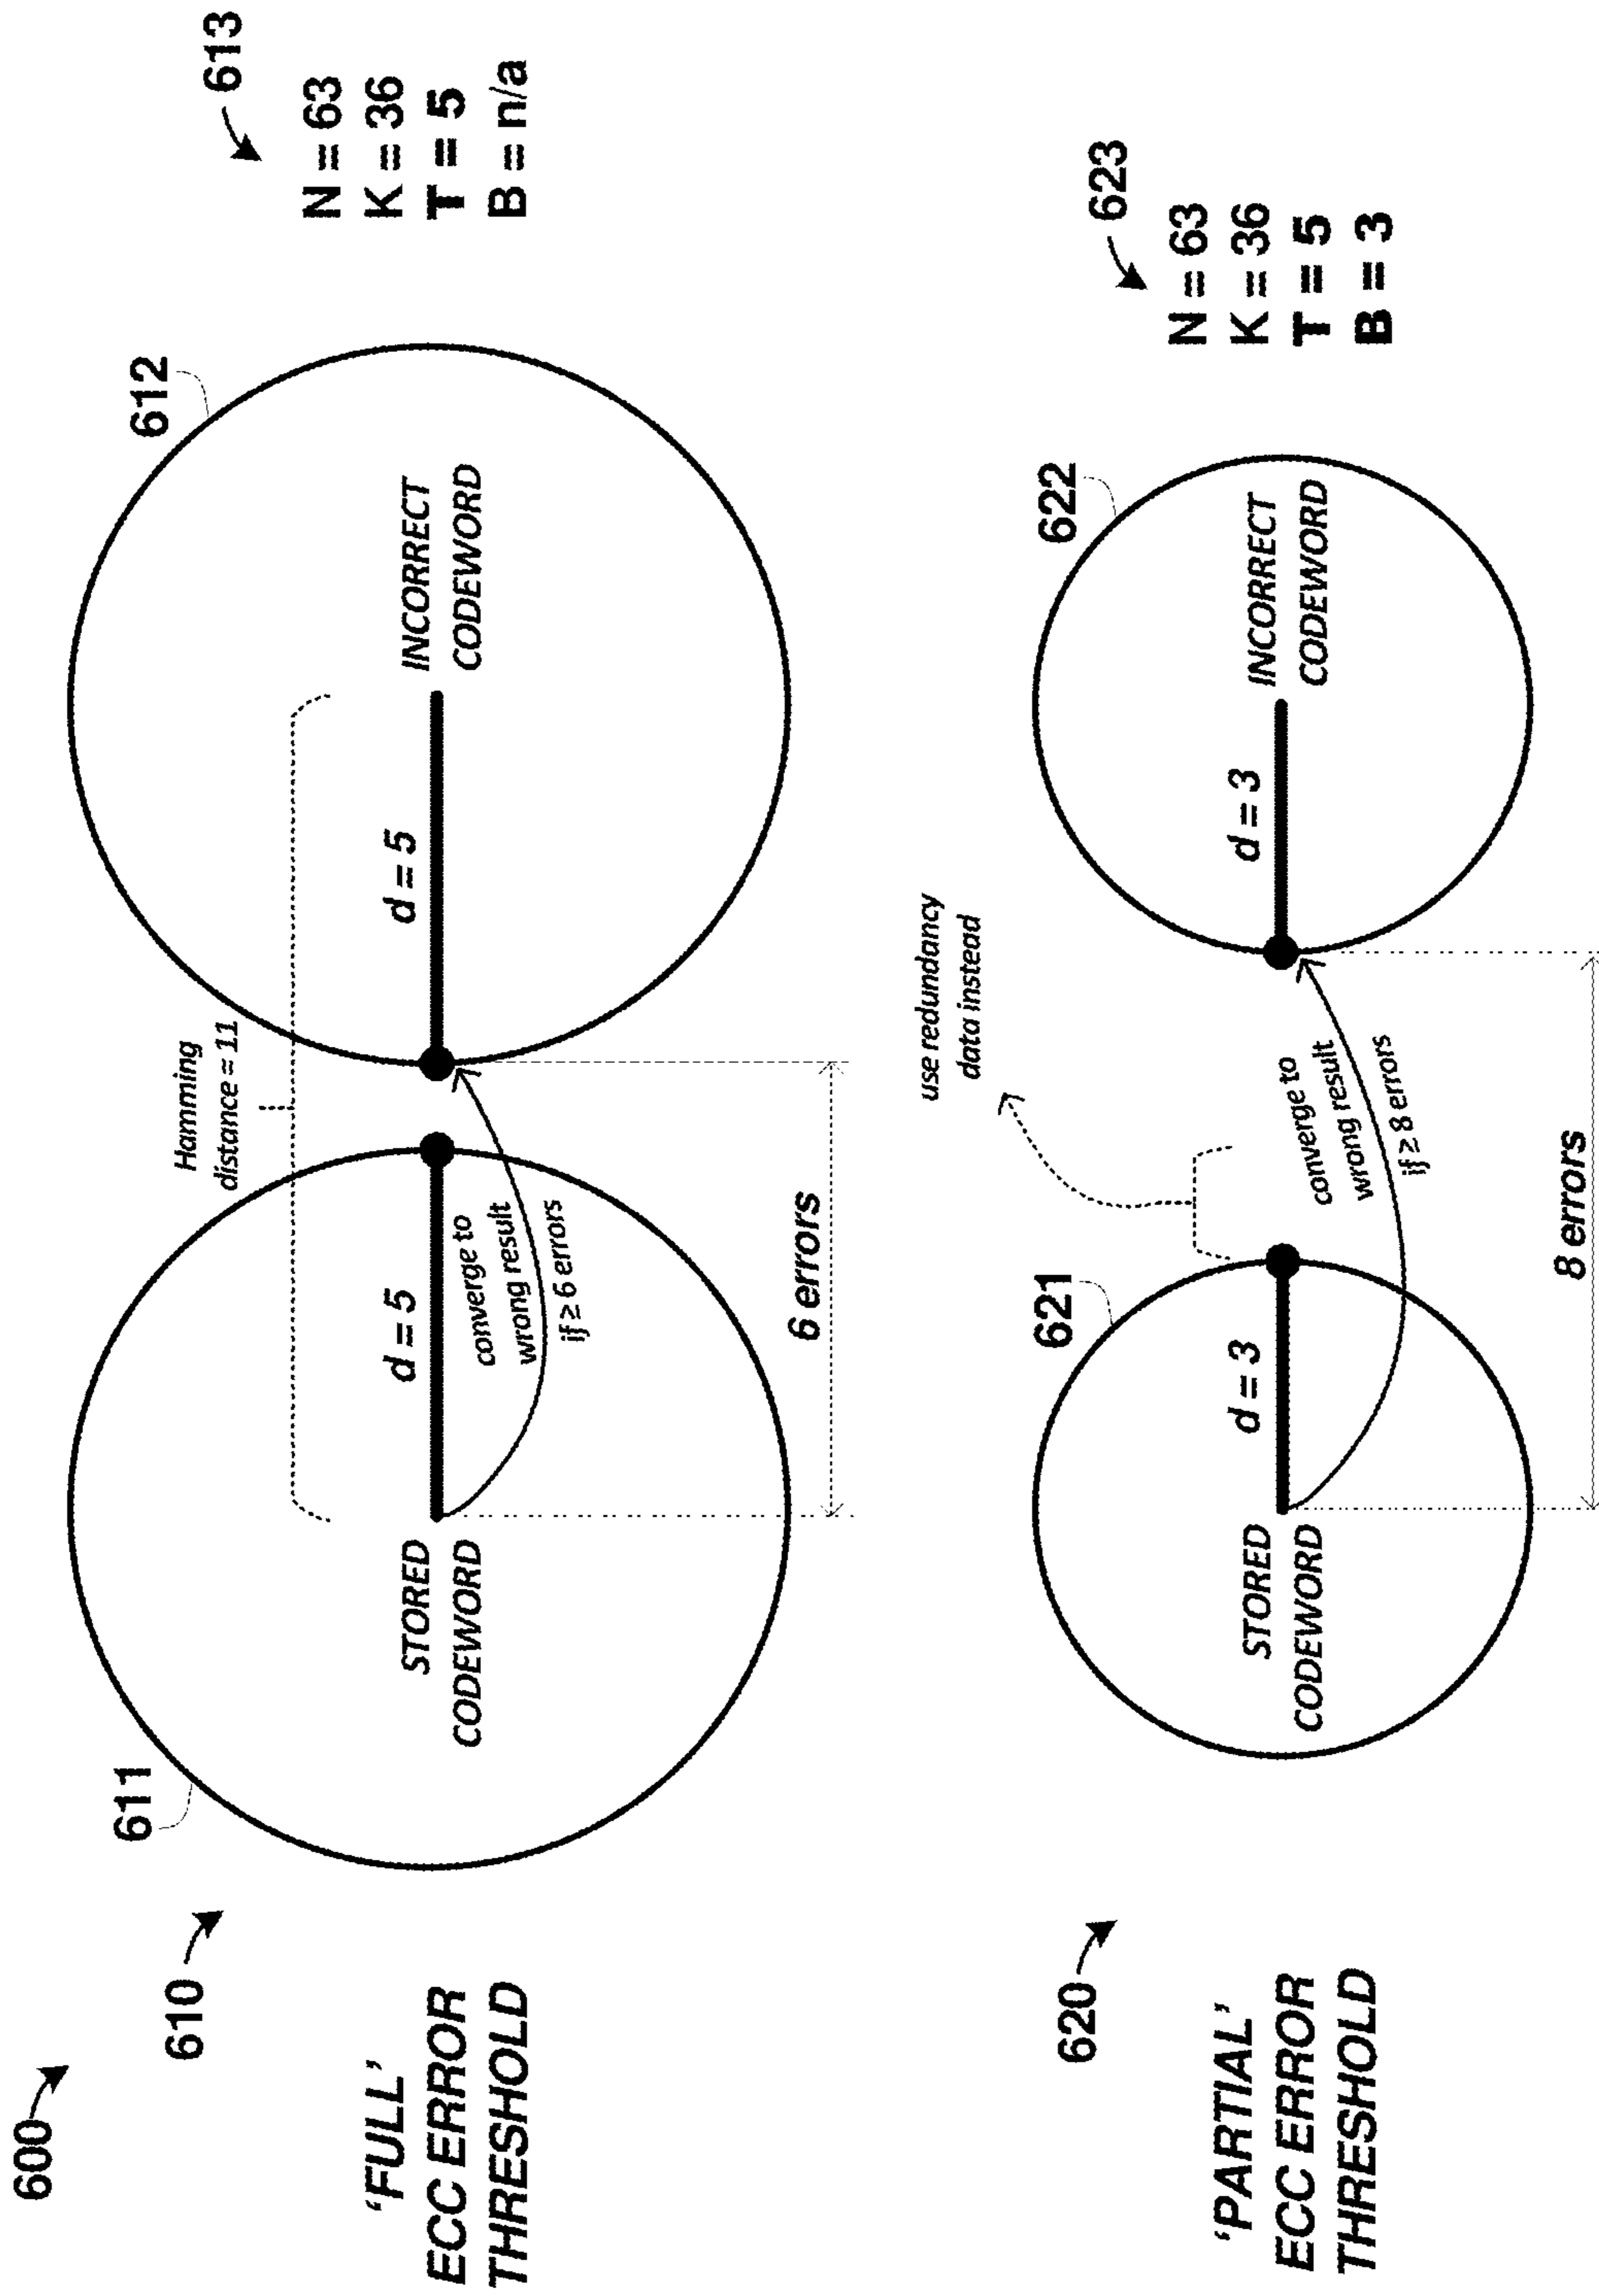 600
610
'FULL'
ECC ERROR
THRESHOLD
611
STORED
CODEWORD
d = 5
Hamming
distance = 11
converge to
wrong result
if ≥ 6 errors
6 errors
d = 5
INCORRECT
CODEWORD
612
613
N = 63
K = 36
T = 5
B = n/a
620
'PARTIAL'
ECC ERROR
THRESHOLD
621
STORED
CODEWORD
d = 3
use redundancy
data instead
converge to
wrong result
if ≥ 8 errors
8 errors
d = 3
INCORRECT
CODEWORD
622
623
N = 63
K = 36
T = 5
B = 3